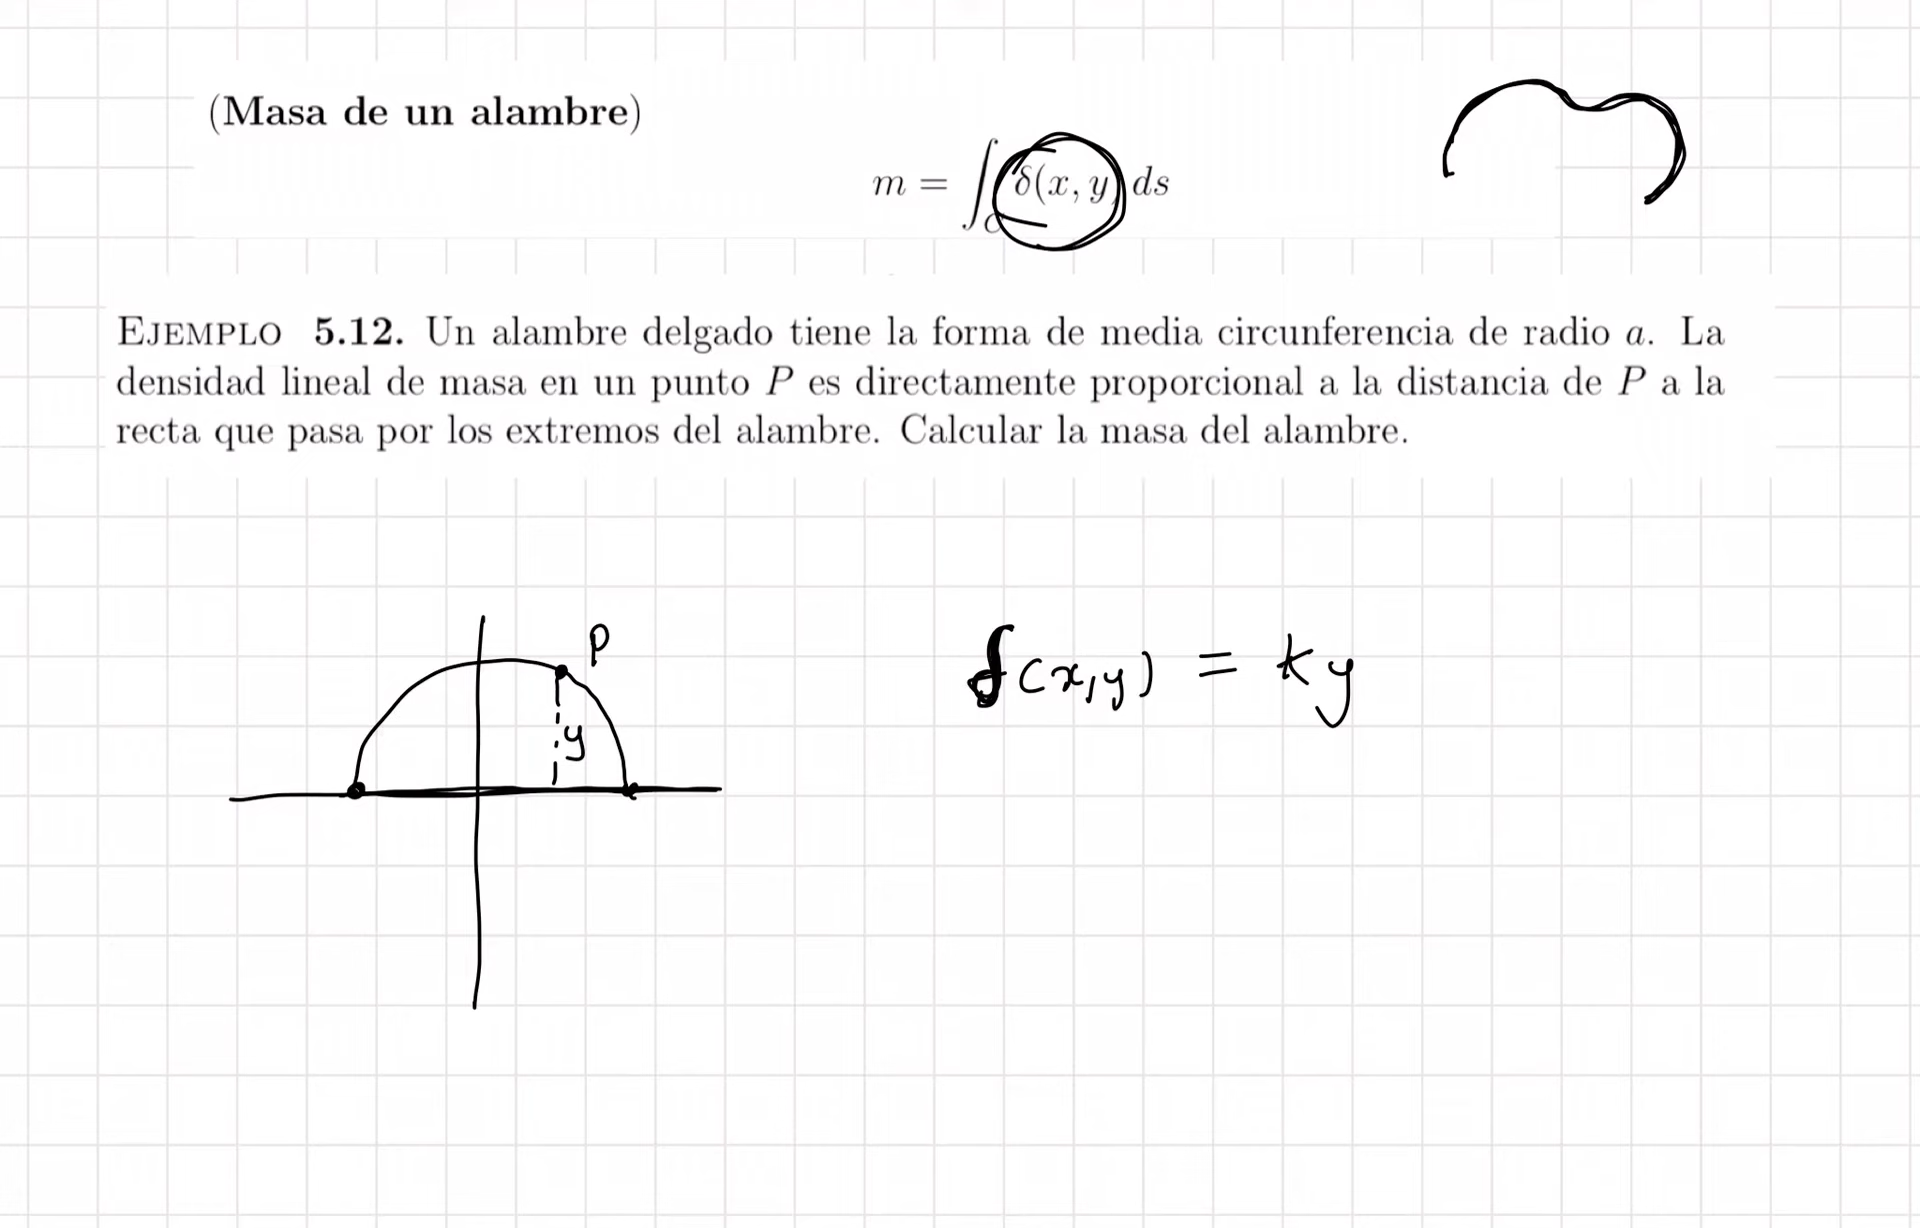 (Masa de un alambre)
m = ∫_C δ(x, y) ds
EJEMPLO 5.12. Un alambre delgado tiene la forma de media circunferencia de radio a. La
densidad lineal de masa en un punto P es directamente proporcional a la distancia de P a la
recta que pasa por los extremos del alambre. Calcular la masa del alambre.
P
y
δ(x,y) = ky